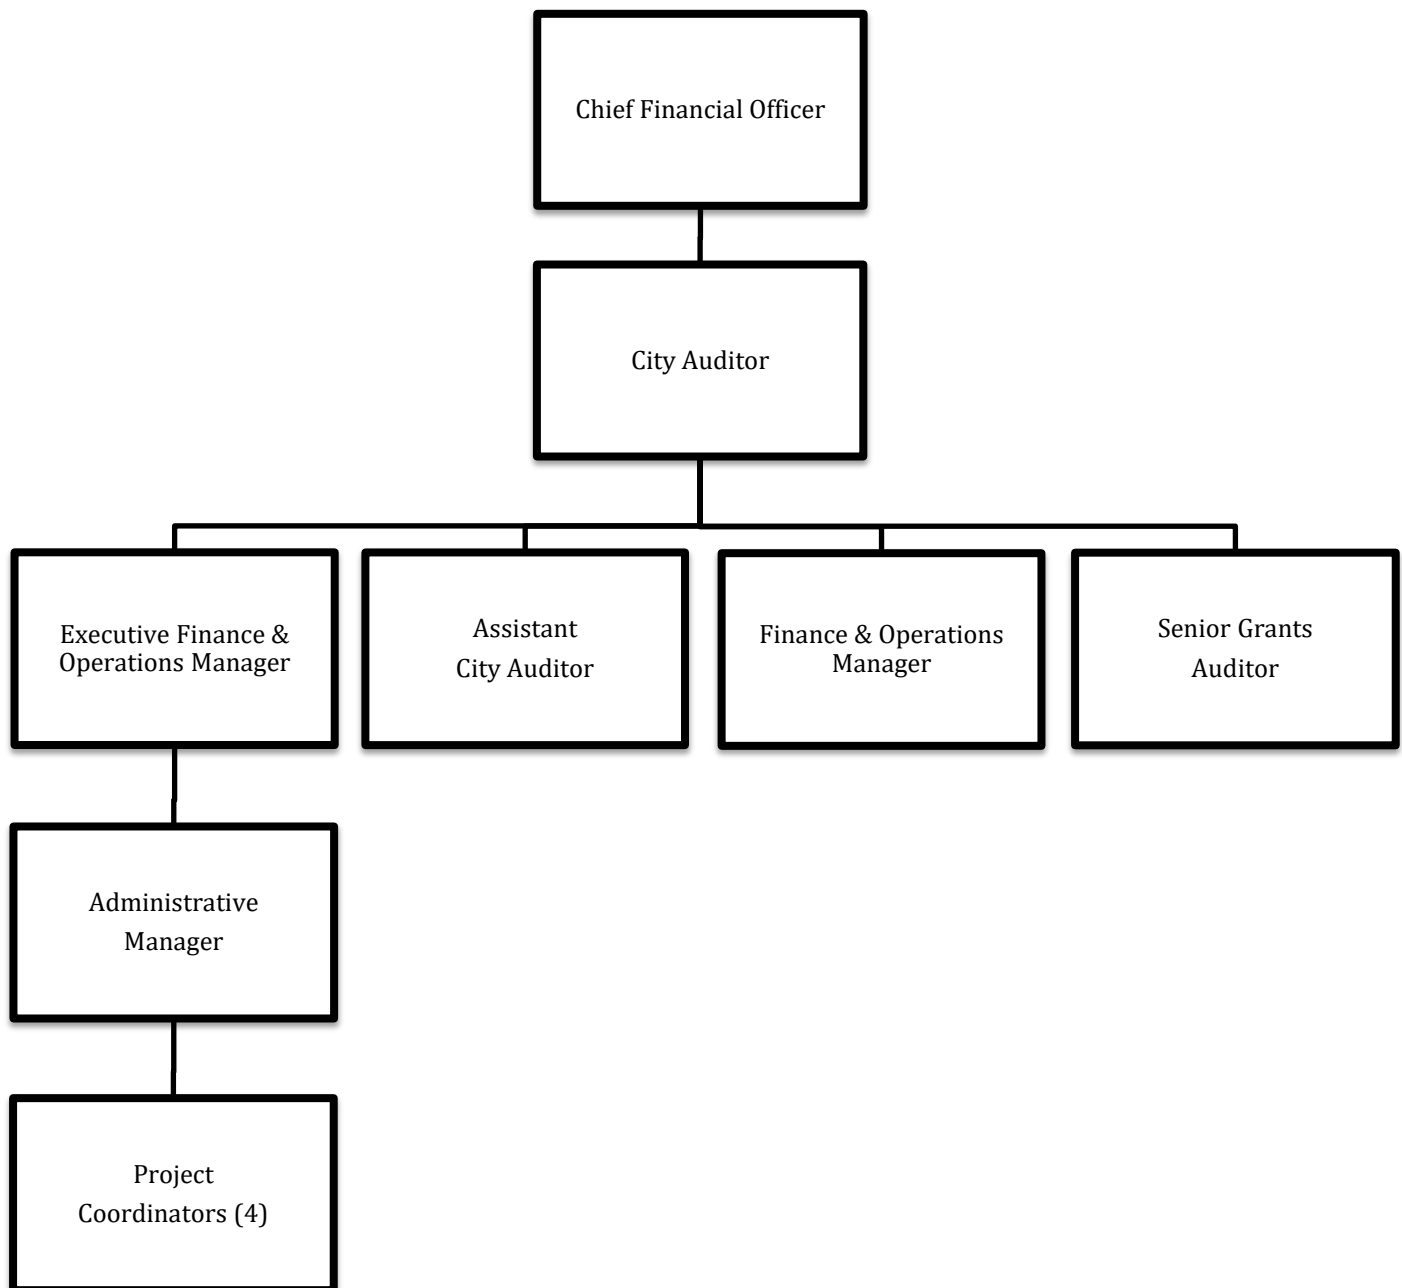 Chief Financial Officer
City Auditor
Executive Finance &
Operations Manager
Assistant
City Auditor
Finance & Operations
Manager
Senior Grants
Auditor
Administrative
Manager
Project
Coordinators (4)